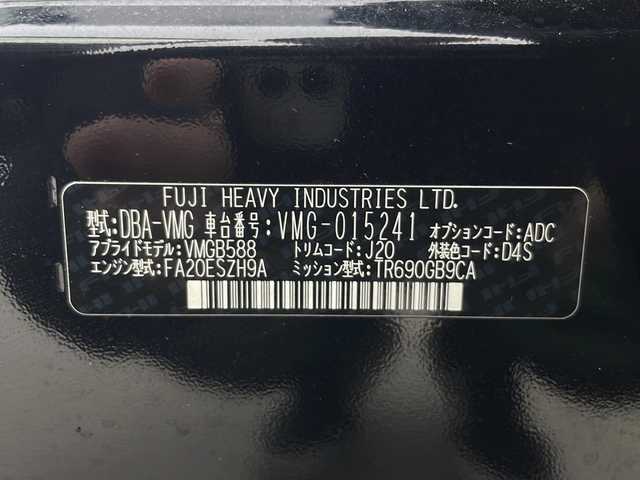 FUJI HEAVY INDUSTRIES LTD.
型式:DBA-VMG 車台番号:VMG-015241 オプションコード:ADC
アプライドモデル:VMGB588 トリムコード:J20 外装色コード:D4S
エンジン型式:FA20ESZH9A ミッション型式:TR690GB9CA